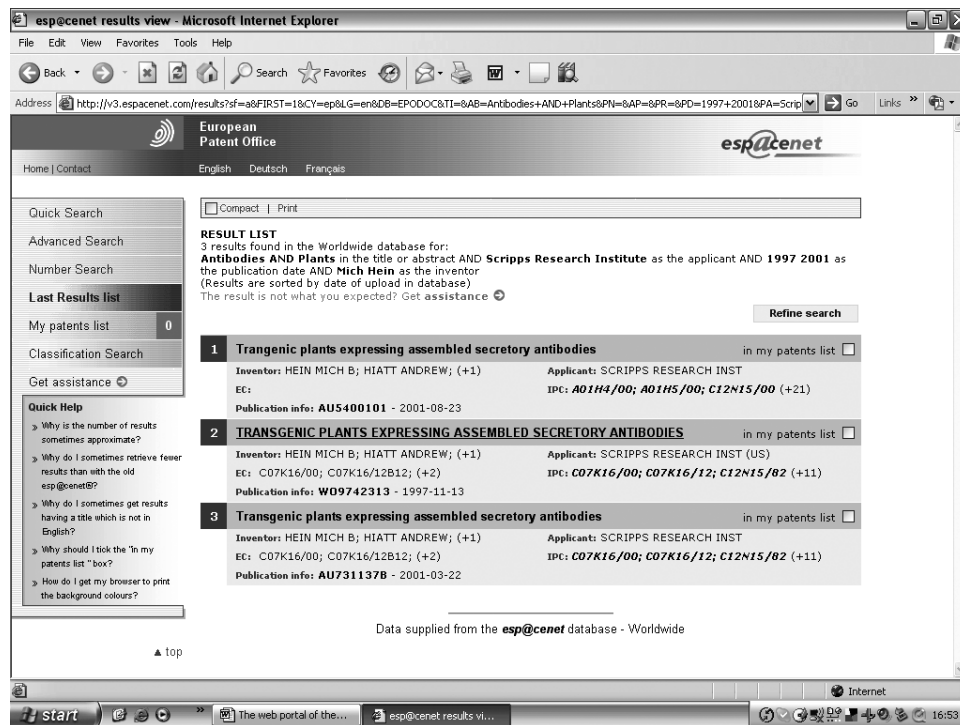 esp@cenet results view - Microsoft Internet Explorer
File Edit View Favorites Tools Help
Back Search Favorites
Address http://v3.espacenet.com/results?sf=a&FIRST=1&CY=ep&LG=en&DB=EPODOC&TI=&AB=Antibodies+AND+Plants&PN=&AP=&PR=&PD=1997+2001&PA=Scrip Go Links »
European
Patent Office
esp@cenet
Home | Contact English Deutsch Français
Quick Search
Advanced Search
Number Search
Last Results list
My patents list 0
Classification Search
Get assistance
Quick Help
» Why is the number of results
sometimes approximate?
» Why do I sometimes retrieve fewer
results than with the old
esp@cenet®?
» Why do I sometimes get results
having a title which is not in
English?
» Why should I tick the "in my
patents list" box?
» How do I get my browser to print
the background colours?
▲ top
Compact | Print
RESULT LIST
3 results found in the Worldwide database for:
Antibodies AND Plants in the title or abstract AND Scripps Research Institute as the applicant AND 1997 2001 as
the publication date AND Mich Hein as the inventor
(Results are sorted by date of upload in database)
The result is not what you expected? Get assistance
Refine search
1 Trangenic plants expressing assembled secretory antibodies in my patents list
Inventor: HEIN MICH B; HIATT ANDREW; (+1) Applicant: SCRIPPS RESEARCH INST
EC: IPC: A01H4/00; A01H5/00; C12N15/00 (+21)
Publication info: AU5400101 - 2001-08-23
2 TRANSGENIC PLANTS EXPRESSING ASSEMBLED SECRETORY ANTIBODIES in my patents list
Inventor: HEIN MICH B; HIATT ANDREW; (+1) Applicant: SCRIPPS RESEARCH INST (US)
EC: C07K16/00; C07K16/12B12; (+2) IPC: C07K16/00; C07K16/12; C12N15/82 (+11)
Publication info: WO9742313 - 1997-11-13
3 Transgenic plants expressing assembled secretory antibodies in my patents list
Inventor: HEIN MICH B; HIATT ANDREW; (+1) Applicant: SCRIPPS RESEARCH INST
EC: C07K16/00; C07K16/12B12; (+2) IPC: C07K16/00; C07K16/12; C12N15/82 (+11)
Publication info: AU731137B - 2001-03-22
Data supplied from the esp@cenet database - Worldwide
Internet
start » The web portal of the... esp@cenet results vi... 16:53